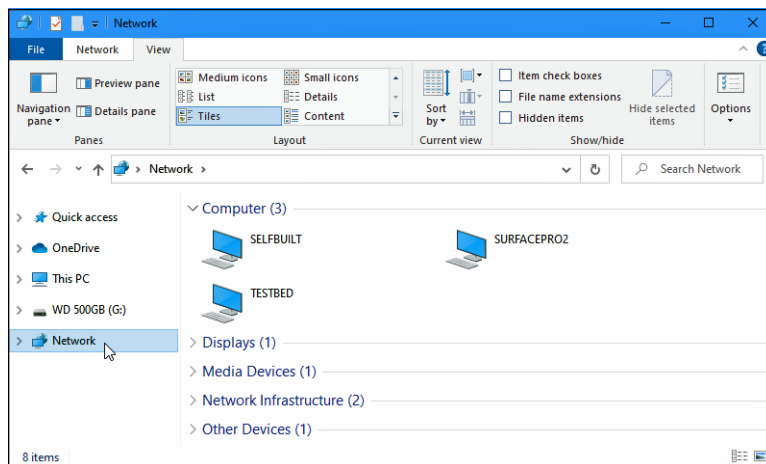 Network
File Network View
Preview pane
Details pane
Navigation
pane
Panes
Medium icons Small icons
List Details
Tiles Content
Layout
Sort
by
Current view
Item check boxes
File name extensions
Hidden items
Hide selected
items
Show/hide
Options
Network
Search Network
Quick access
OneDrive
This PC
WD 500GB (G:)
Network
Computer (3)
SELFBUILT SURFACEPRO2
TESTBED
Displays (1)
Media Devices (1)
Network Infrastructure (2)
Other Devices (1)
8 items